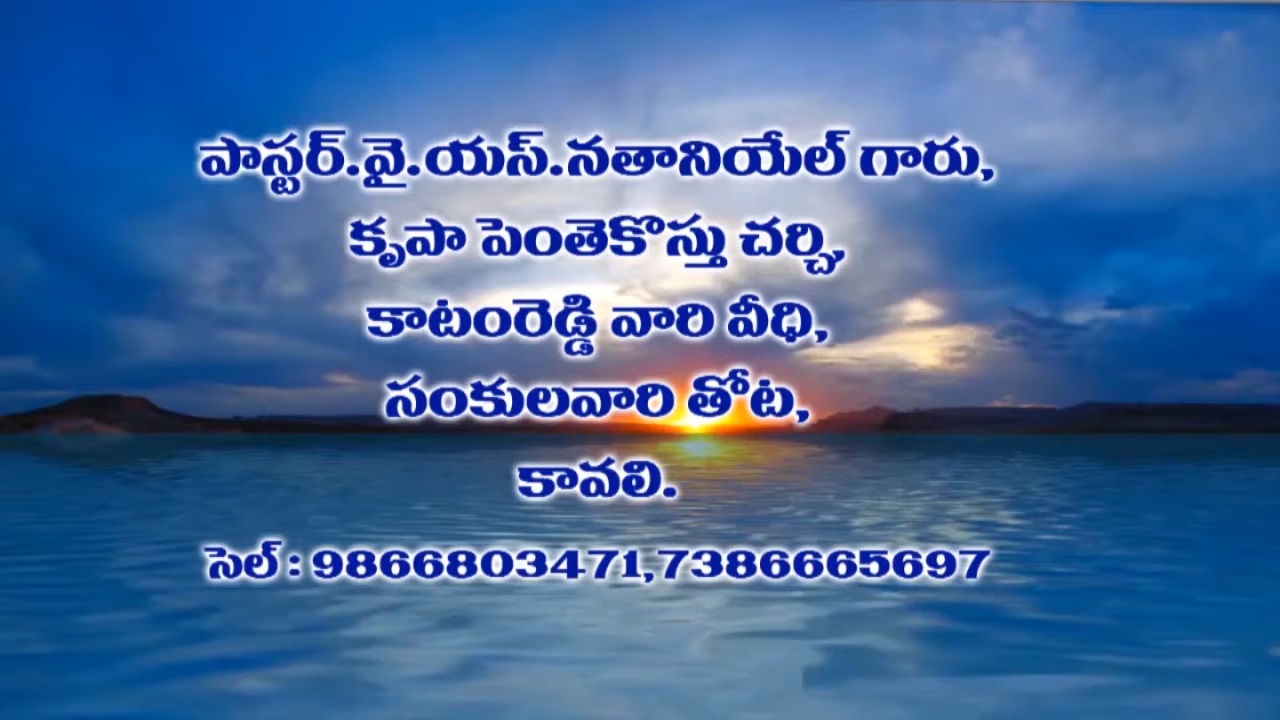 పాస్టర్.వై.యస్.నతానియేల్ గారు,
కృపా పెంతెకొస్తు చర్చి,
కాటంరెడ్డి వారి వీధి,
సంకులవారి తోట,
కావలి.
సెల్ : 9866803471,7386665697